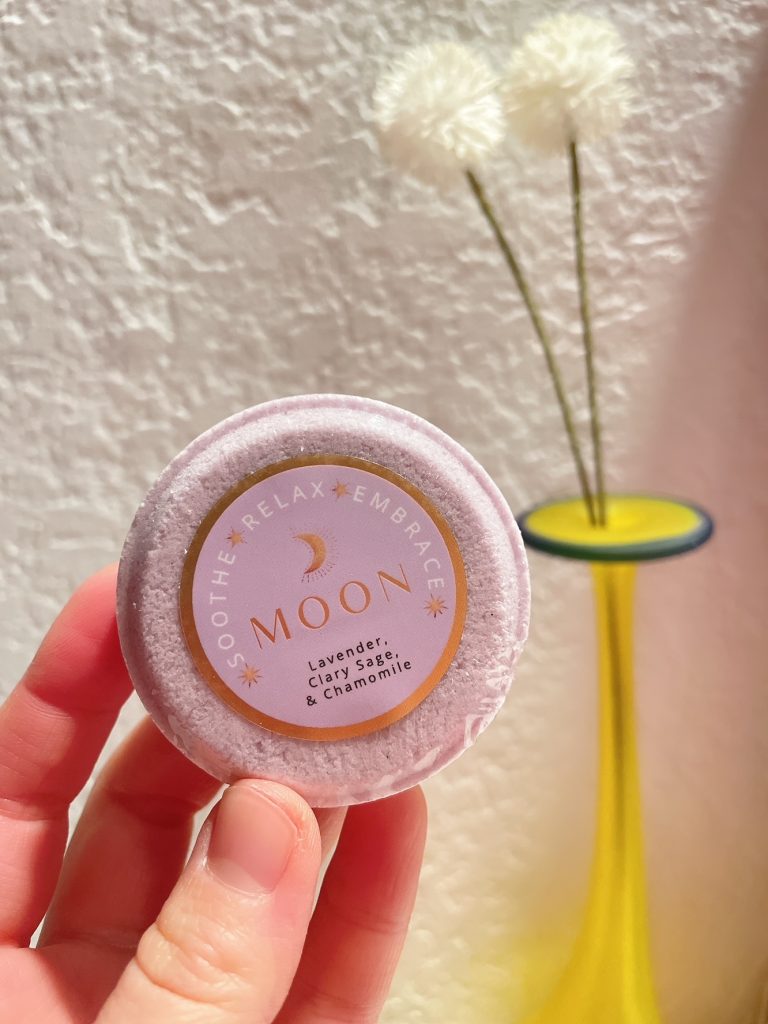 SOOTHE RELAX EMBRACE
MOON
Lavender,
Clary Sage,
& Chamomile